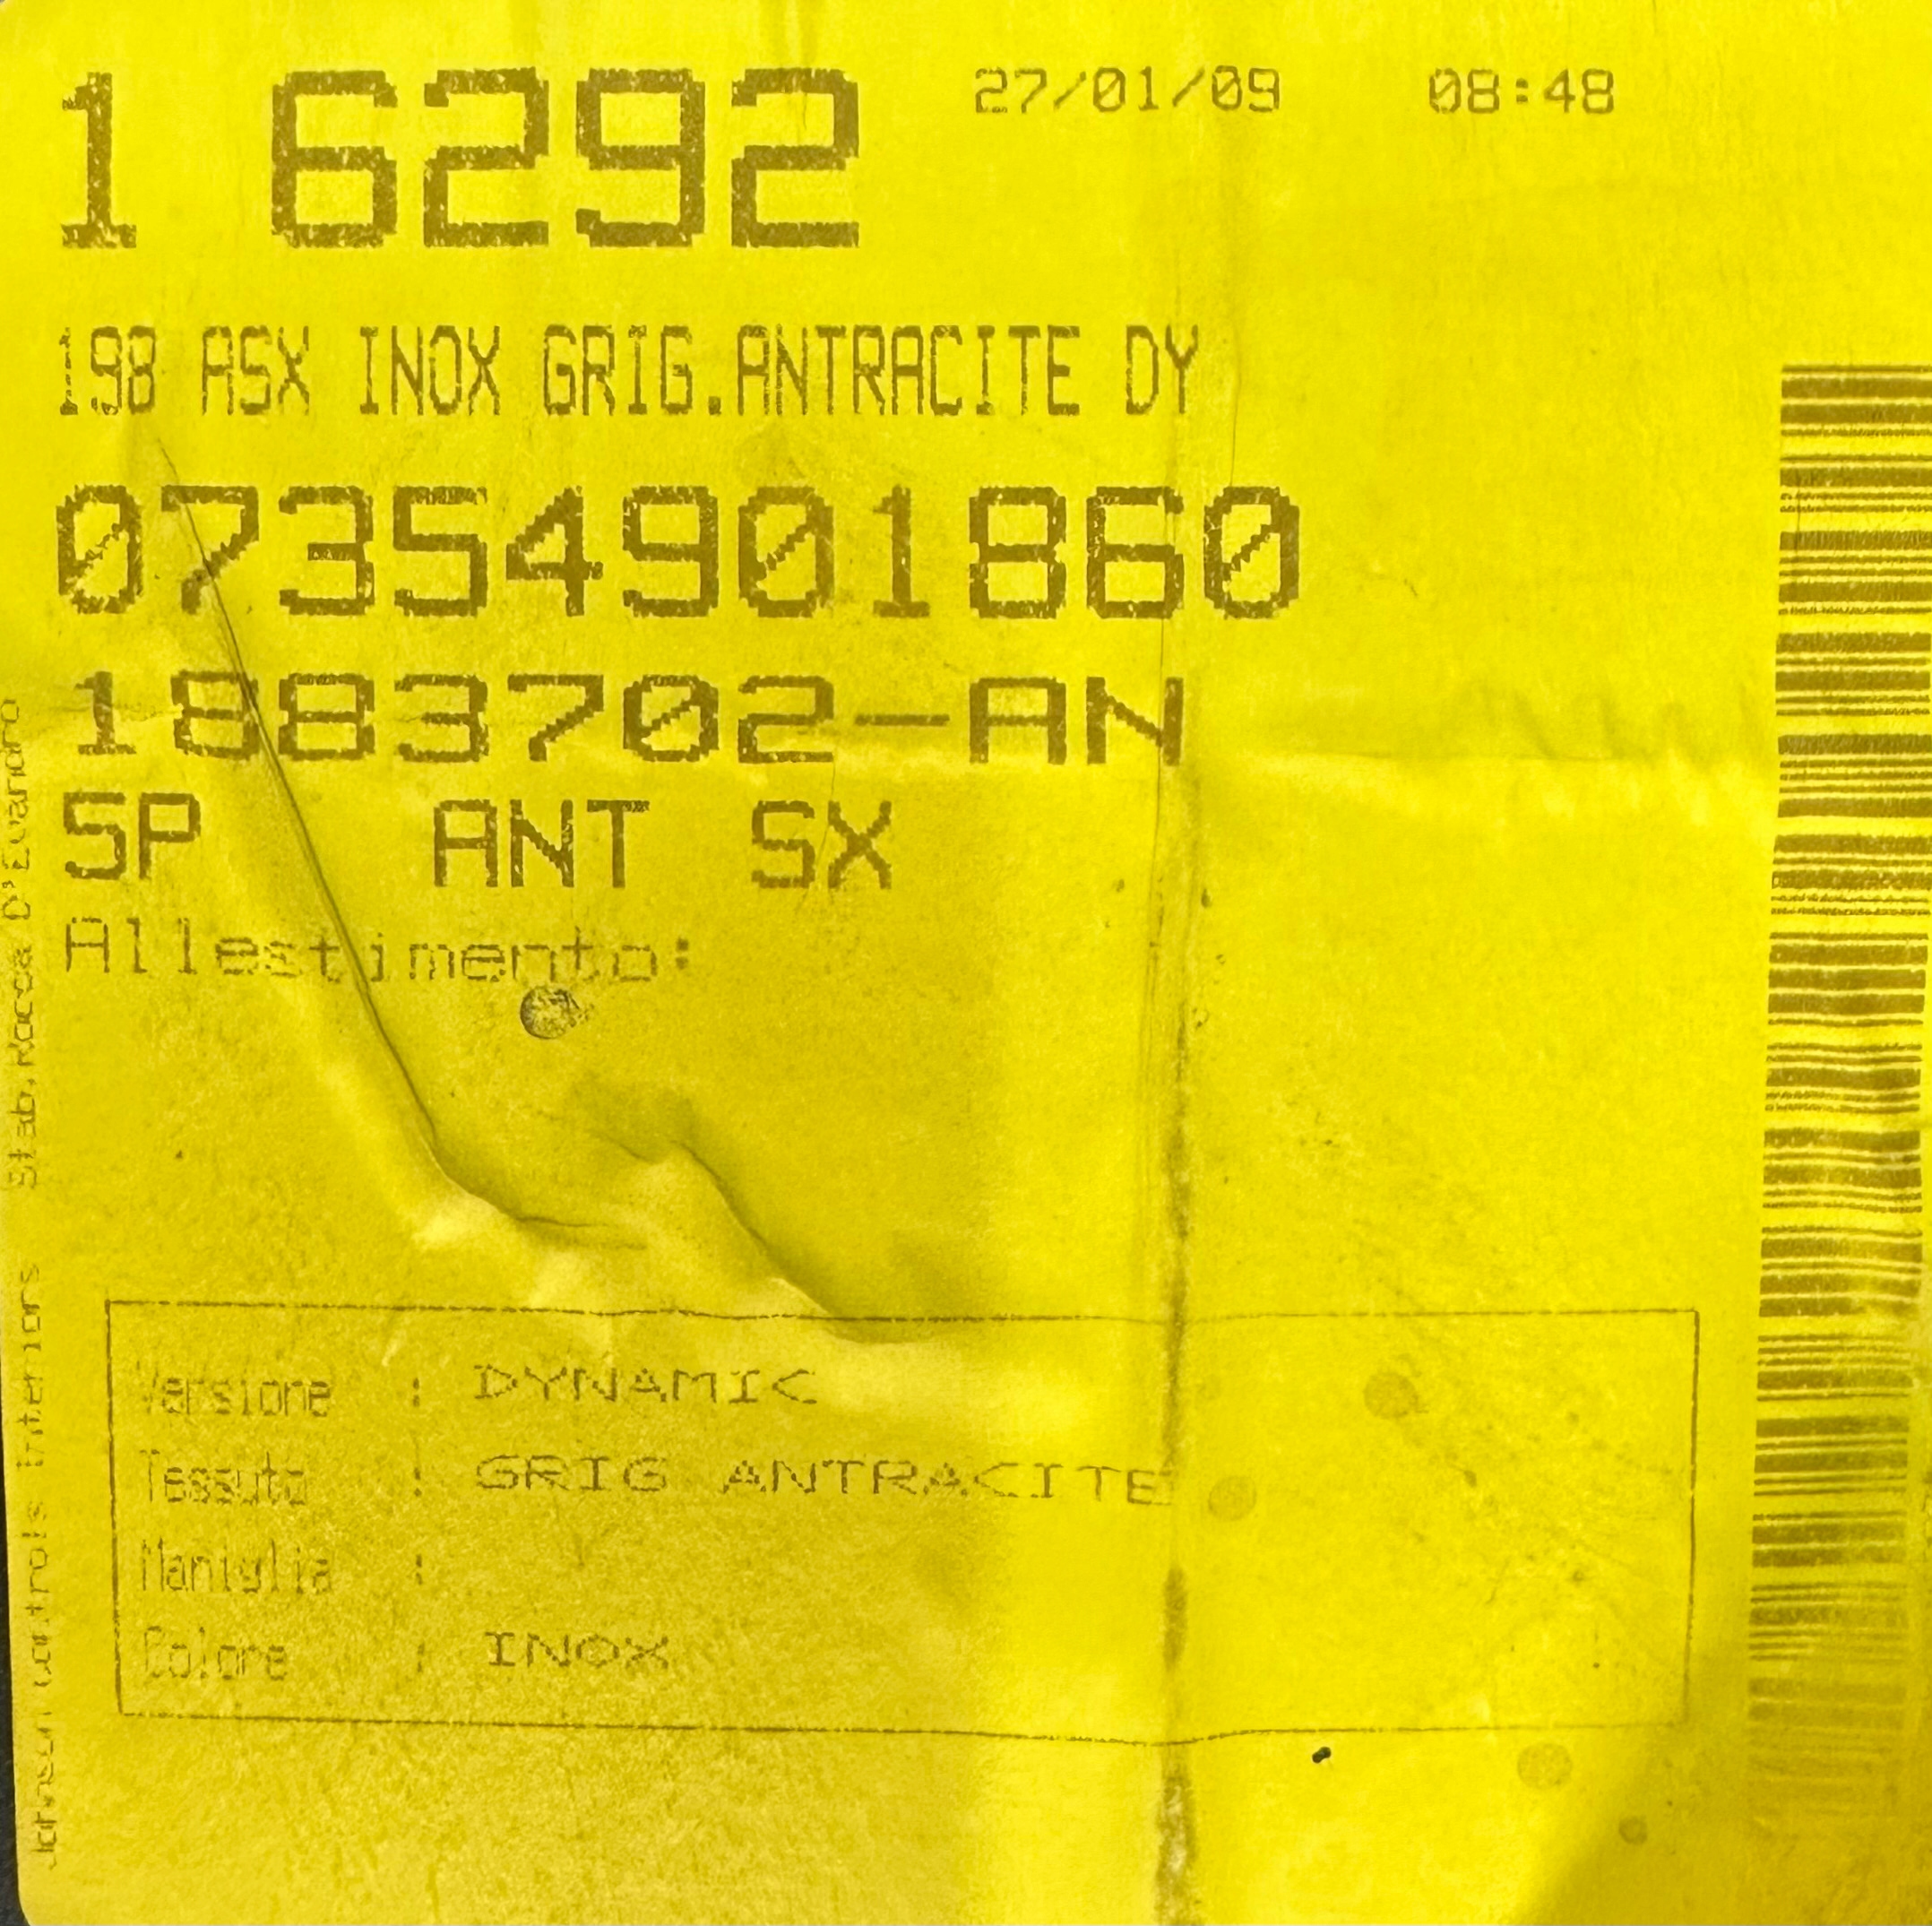 1 6292 27/01/09 08:48
198 ASX INOX GRIG.ANTRACITE DY
07354901860
1883702-AN
SP ANT SX
Allestimento:
Versione : DYNAMIC
Tessuto : GRIG ANTRACITE
Maniglia :
Colore : INOX
Johnson Controls Interiors Stab.Rocca D'Evandro